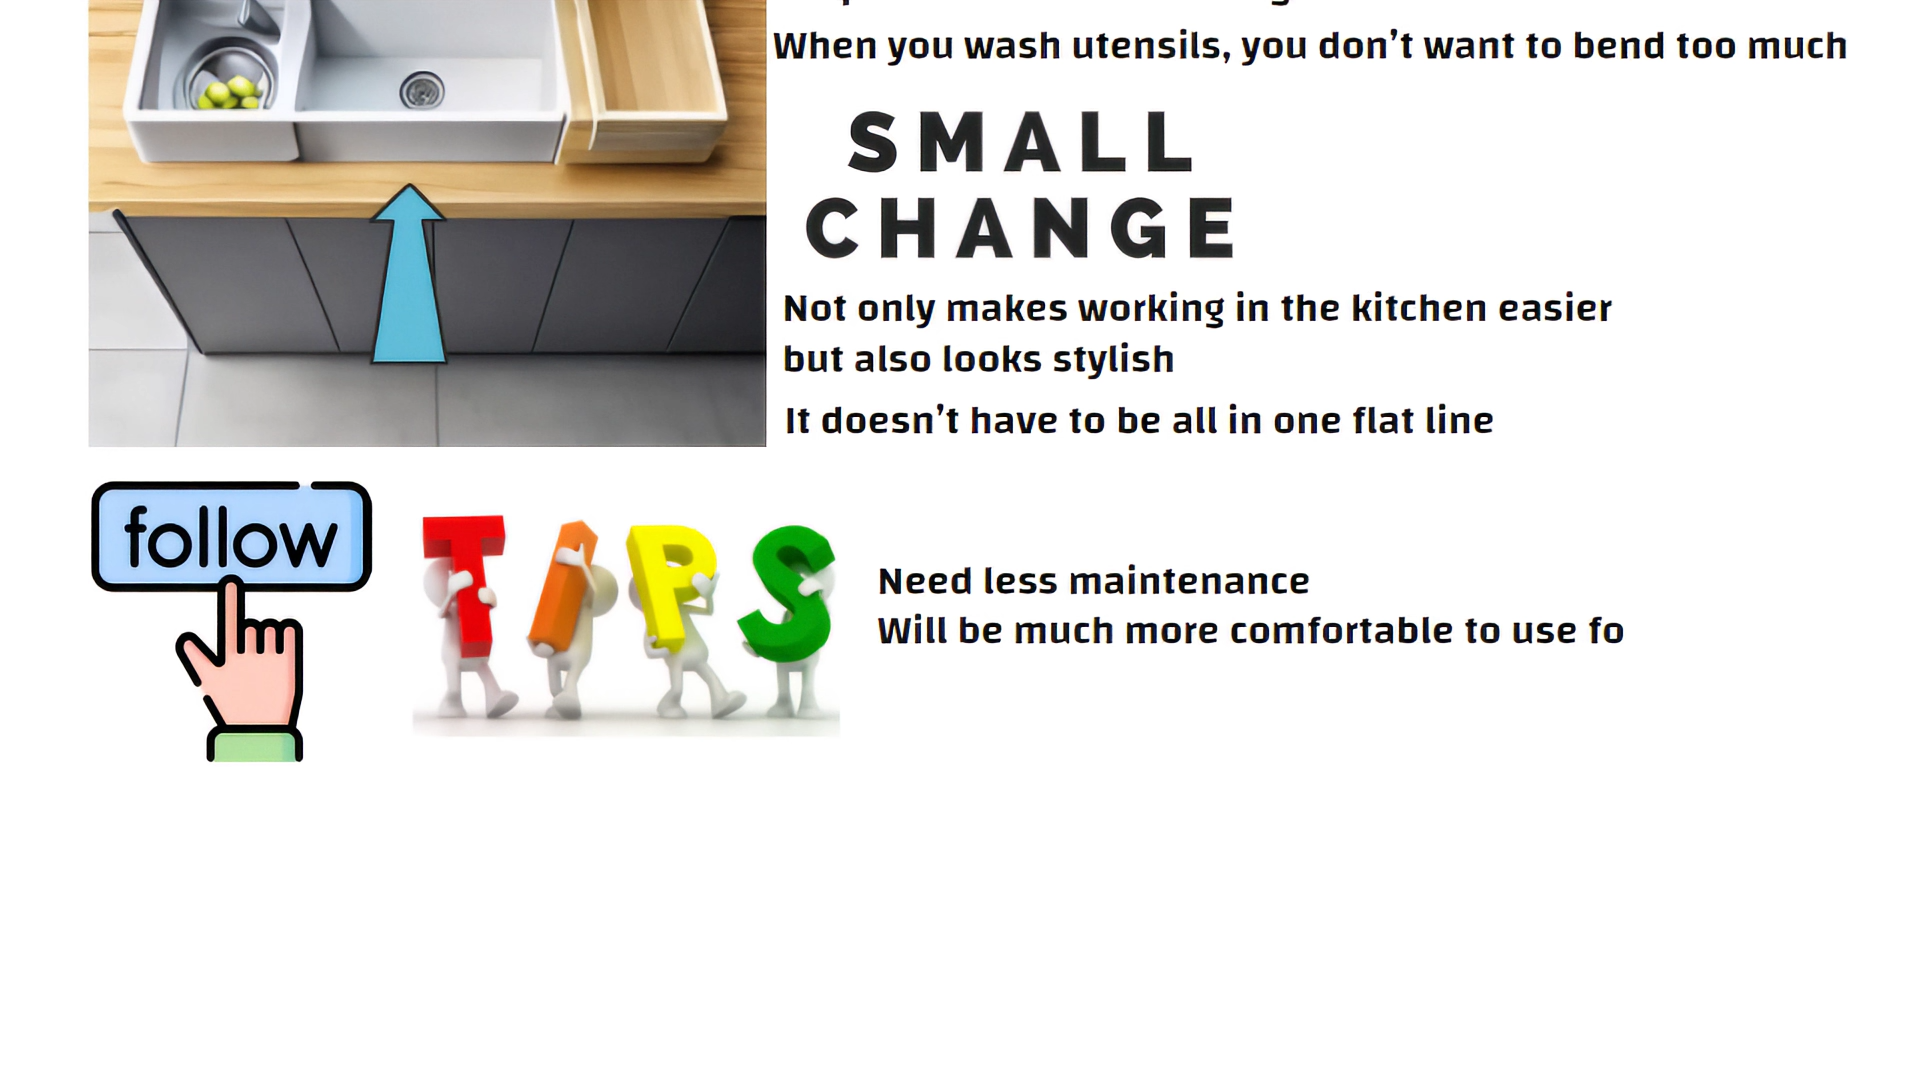 When you wash utensils, you don't want to bend too much
SMALL
CHANGE
Not only makes working in the kitchen easier
but also looks stylish
It doesn't have to be all in one flat line
follow
TIPS
Need less maintenance
Will be much more comfortable to use fo